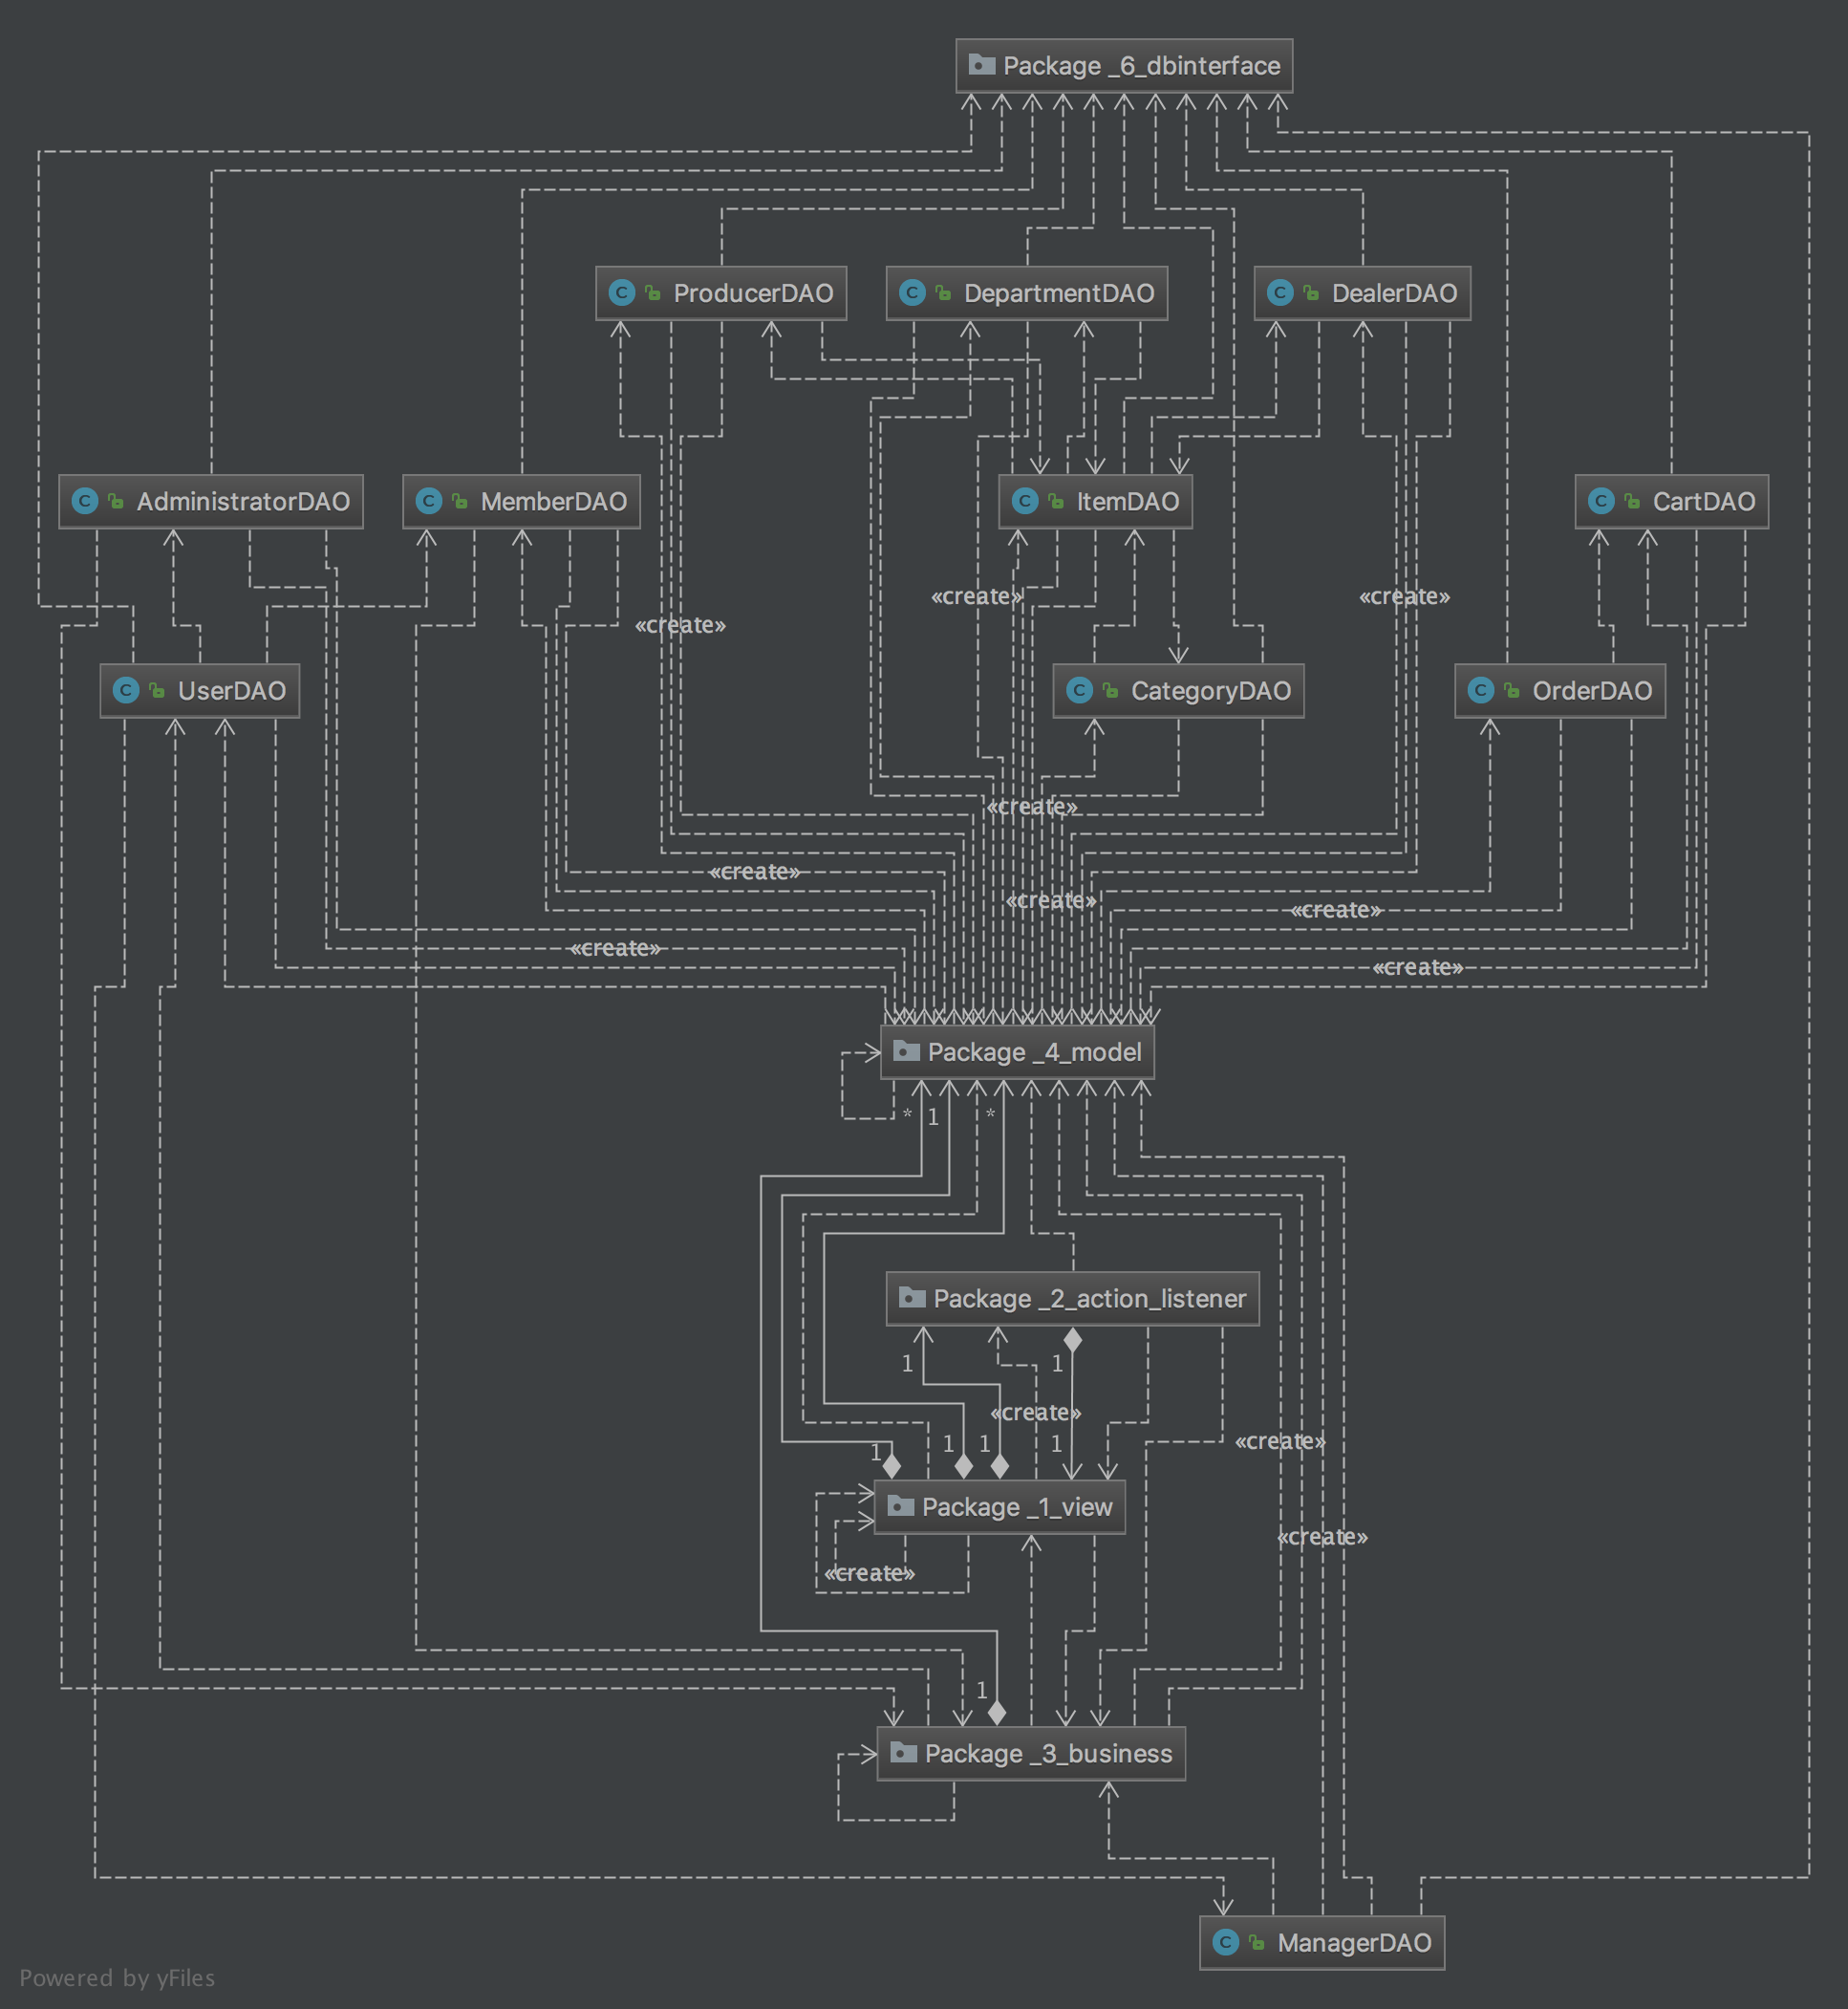 Package _6_dbinterface
C ProducerDAO
C DepartmentDAO
C DealerDAO
C AdministratorDAO
C MemberDAO
C ItemDAO
C CartDAO
«create»
«create»
«create»
C UserDAO
C CategoryDAO
C OrderDAO
«create»
«create»
«create»
«create»
«create»
«create»
Package _4_model
* 1 *
Package _2_action_listener
1 1
«create»
«create»
1 1 1 1
Package _1_view
«create»
«create»
1
Package _3_business
C ManagerDAO
Powered by yFiles